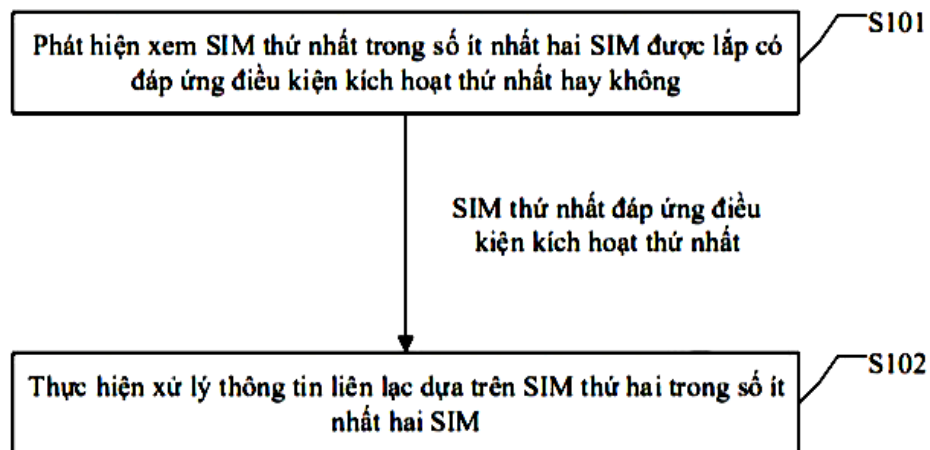 S101
Phát hiện xem SIM thứ nhất trong số ít nhất hai SIM được lắp có
đáp ứng điều kiện kích hoạt thứ nhất hay không
SIM thứ nhất đáp ứng điều
kiện kích hoạt thứ nhất
S102
Thực hiện xử lý thông tin liên lạc dựa trên SIM thứ hai trong số ít
nhất hai SIM